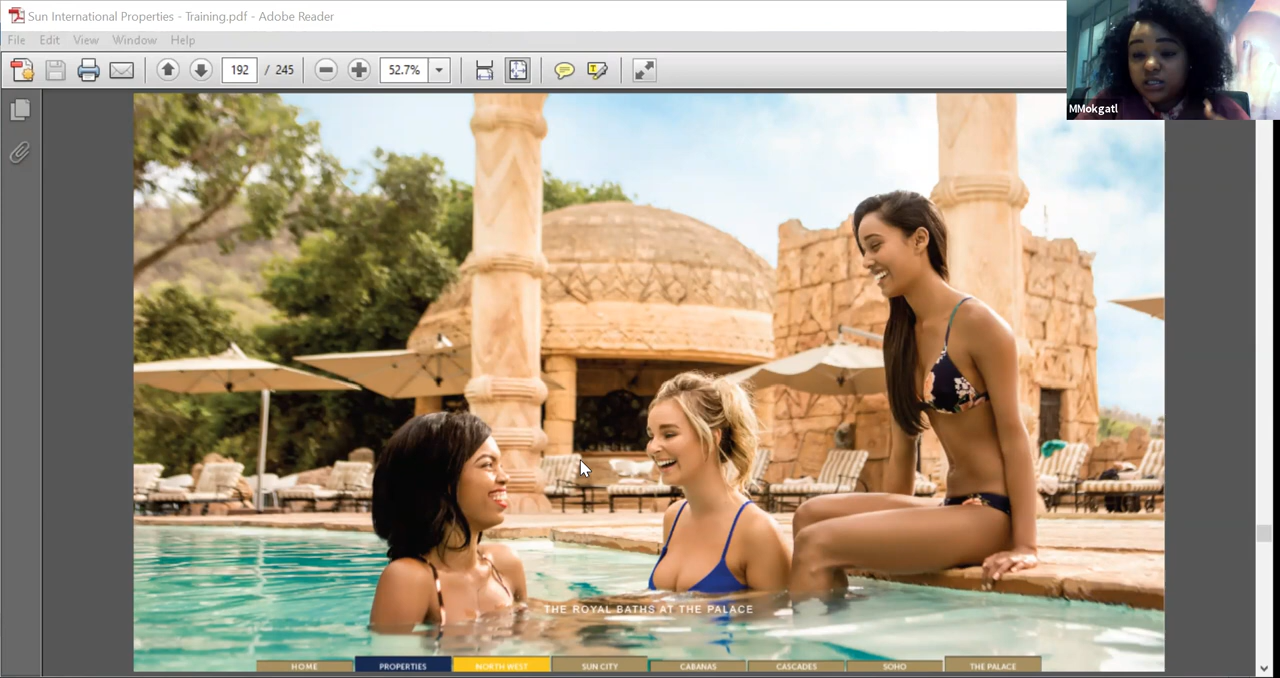 Sun International Properties - Training.pdf - Adobe Reader
File Edit View Window Help
192 / 245 52.7%
MMokgatl
THE ROYAL BATHS AT THE PALACE
HOME PROPERTIES NORTH WEST SUN CITY CABANAS CASCADES SOHO THE PALACE